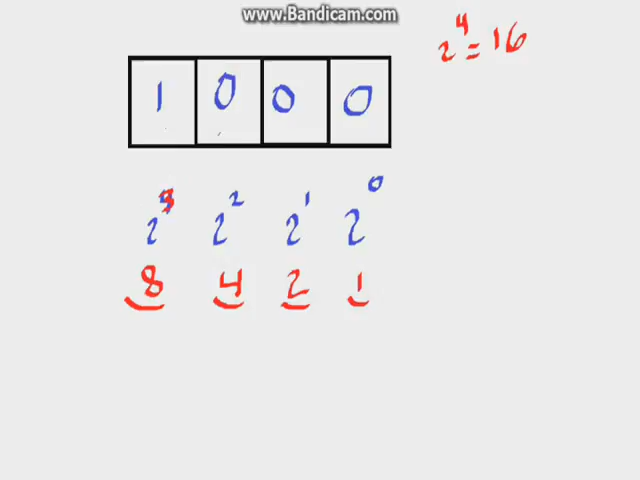 www.Bandicam.com
2⁴ = 16
1 0 0 0
2³ 2² 2¹ 2⁰
8 4 2 1